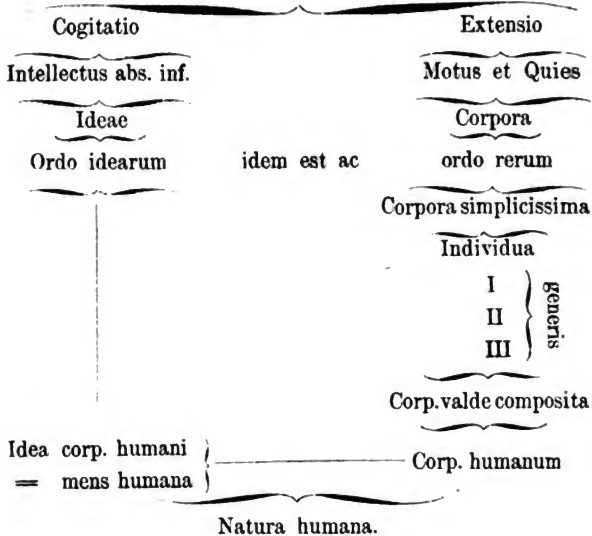 Cogitatio Extensio
Intellectus abs. inf. Motus et Quies
Ideae Corpora
Ordo idearum idem est ac ordo rerum
Corpora simplicissima
Individua
I
II generis
III
Corp. valde composita
Idea corp. humani
= mens humana Corp. humanum
Natura humana.